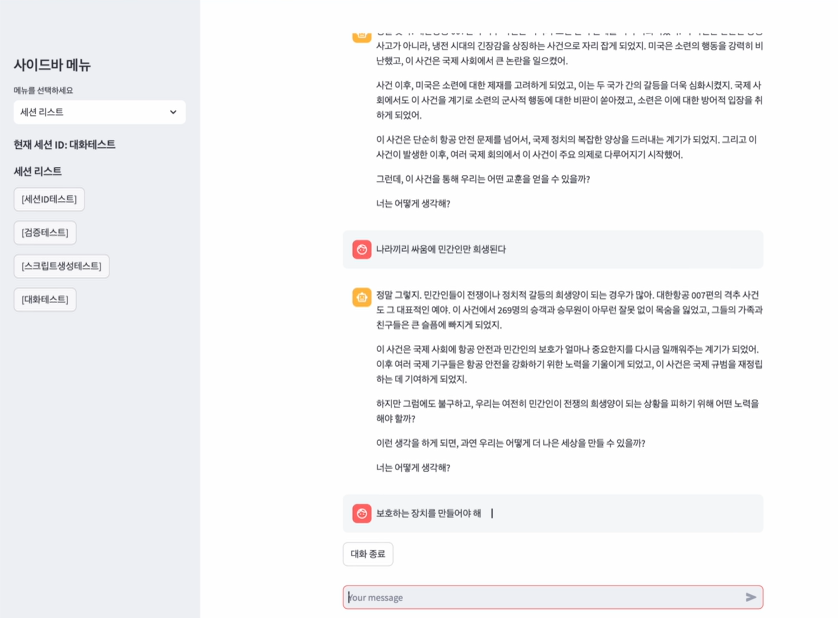 사이드바 메뉴
메뉴를 선택하세요
세션 리스트
현재 세션 ID: 대화테스트
세션 리스트
[세션ID테스트]
[검증테스트]
[스크립트생성테스트]
[대화테스트]
사고가 아니라, 냉전 시대의 긴장감을 상징하는 사건으로 자리 잡게 되었지. 미국은 소련의 행동을 강력히 비
난했고, 이 사건은 국제 사회에서 큰 논란을 일으켰어.
사건 이후, 미국은 소련에 대한 제재를 고려하게 되었고, 이는 두 국가 간의 갈등을 더욱 심화시켰지. 국제 사
회에서도 이 사건을 계기로 소련의 군사적 행동에 대한 비판이 쏟아졌고, 소련은 이에 대한 방어적 입장을 취
하게 되었어.
이 사건은 단순히 항공 안전 문제를 넘어서, 국제 정치의 복잡한 양상을 드러내는 계기가 되었지. 그리고 이
사건이 발생한 이후, 여러 국제 회의에서 이 사건이 주요 의제로 다루어지기 시작했어.
그런데, 이 사건을 통해 우리는 어떤 교훈을 얻을 수 있을까?
너는 어떻게 생각해?
나라끼리 싸움에 민간인만 희생된다
정말 그렇지. 민간인들이 전쟁이나 정치적 갈등의 희생양이 되는 경우가 많아. 대한항공 007편의 격추 사건
도 그 대표적인 예야. 이 사건에서 269명의 승객과 승무원이 아무런 잘못 없이 목숨을 잃었고, 그들의 가족과
친구들은 큰 슬픔에 빠지게 되었지.
이 사건은 국제 사회에 항공 안전과 민간인의 보호가 얼마나 중요한지를 다시금 일깨워주는 계기가 되었어.
이후 여러 국제 기구들은 항공 안전을 강화하기 위한 노력을 기울이게 되었고, 이 사건은 국제 규범을 재정립
하는 데 기여하게 되었지.
하지만 그럼에도 불구하고, 우리는 여전히 민간인이 전쟁의 희생양이 되는 상황을 피하기 위해 어떤 노력을
해야 할까?
이런 생각을 하게 되면, 과연 우리는 어떻게 더 나은 세상을 만들 수 있을까?
너는 어떻게 생각해?
보호하는 장치를 만들어야 해
대화 종료
Your message